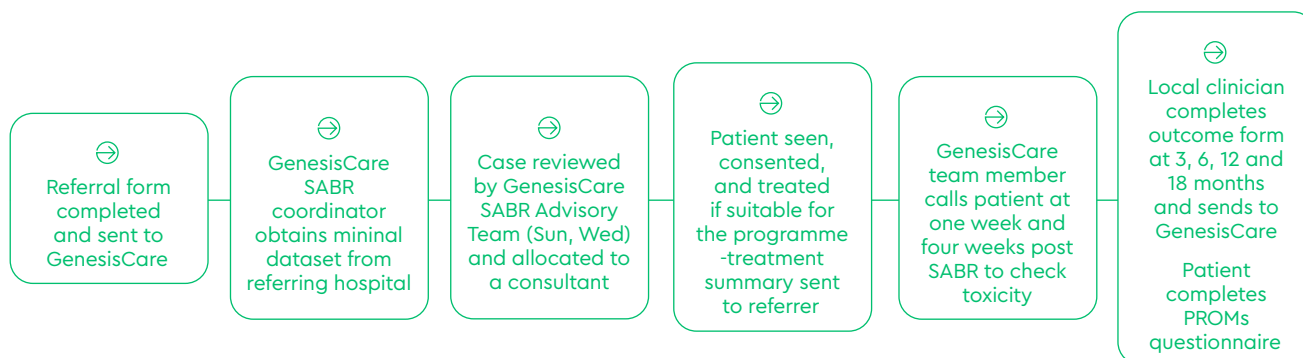 Referral form
completed
and sent to
GenesisCare
GenesisCare
SABR
coordinator
obtains mininal
dataset from
referring hospital
Case reviewed
by GenesisCare
SABR Advisory
Team (Sun, Wed)
and allocated to
a consultant
Patient seen,
consented,
and treated
if suitable for
the programme
-treatment
summary sent
to referrer
GenesisCare
team member
calls patient at
one week and
four weeks post
SABR to check
toxicity
Local clinician
completes
outcome form
at 3, 6, 12 and
18 months
and sends to
GenesisCare
Patient
completes
PROMs
questionnaire